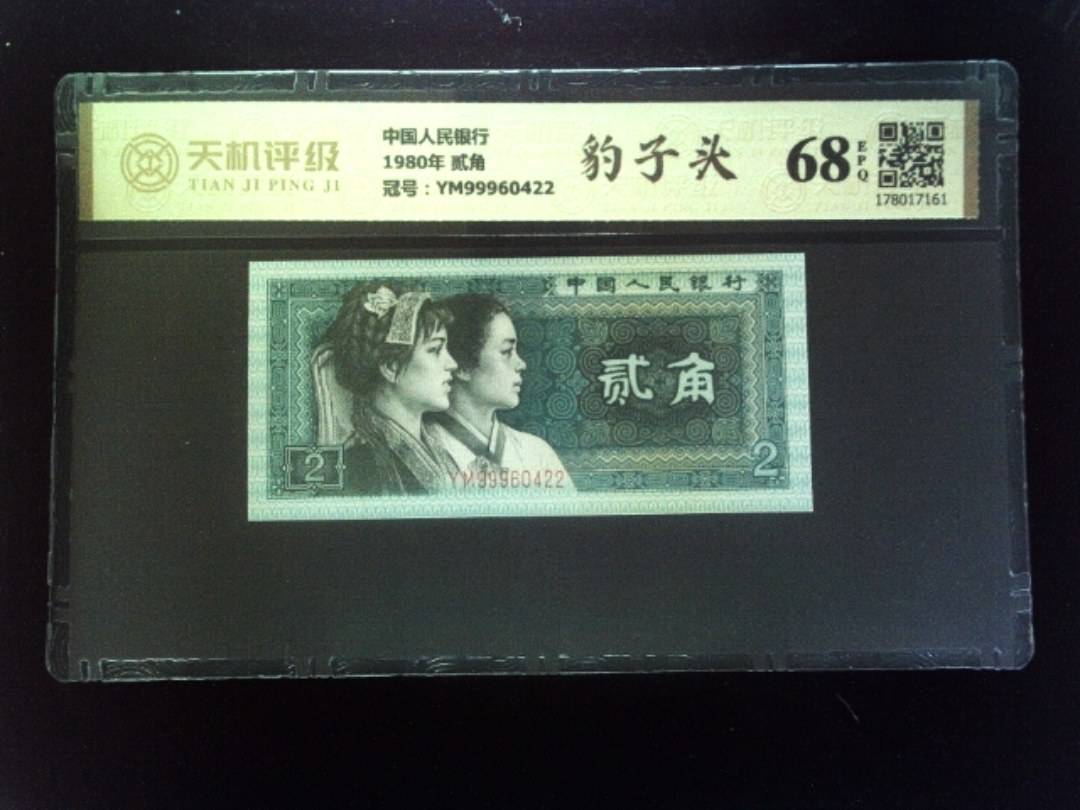 天机评级
TIAN JI PING JI
中国人民银行
1980年 贰角
冠号：YM99960422
豹子头
68
EPQ
178017161
中国人民银行
贰角
2
2
YM99960422